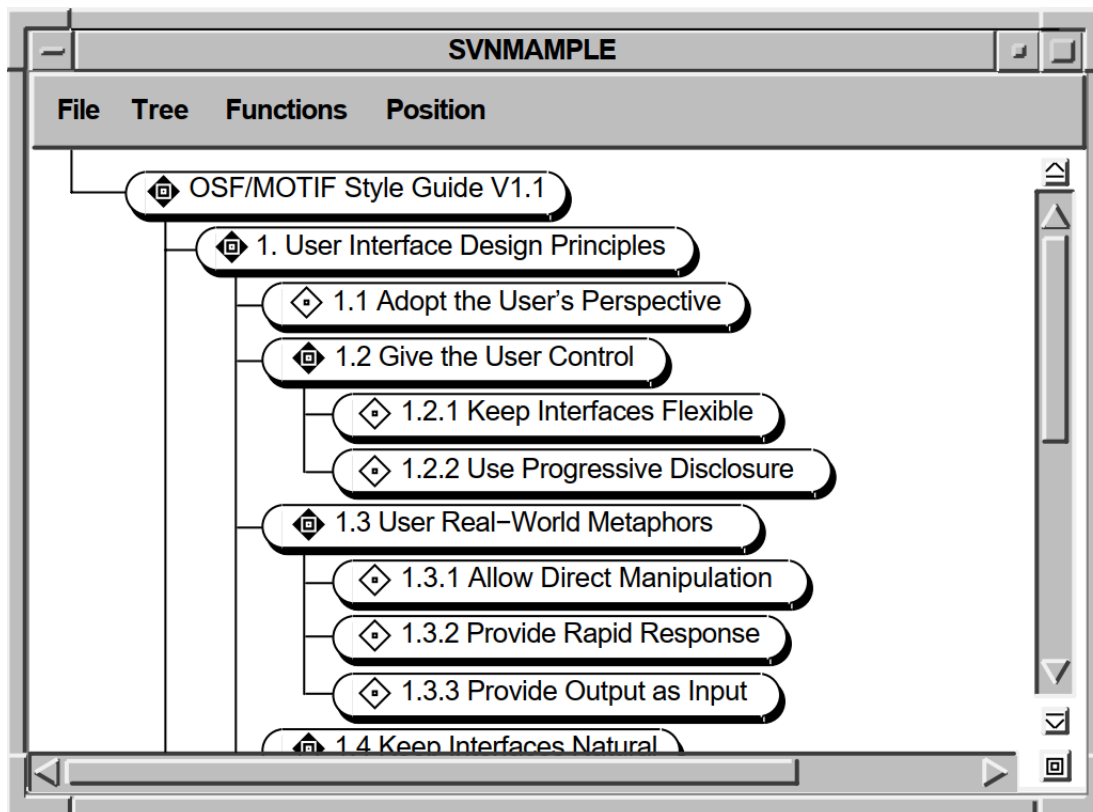 SVNMAMPLE
File Tree Functions Position
OSF/MOTIF Style Guide V1.1
1. User Interface Design Principles
1.1 Adopt the User's Perspective
1.2 Give the User Control
1.2.1 Keep Interfaces Flexible
1.2.2 Use Progressive Disclosure
1.3 User Real−World Metaphors
1.3.1 Allow Direct Manipulation
1.3.2 Provide Rapid Response
1.3.3 Provide Output as Input
1.4 Keep Interfaces Natural